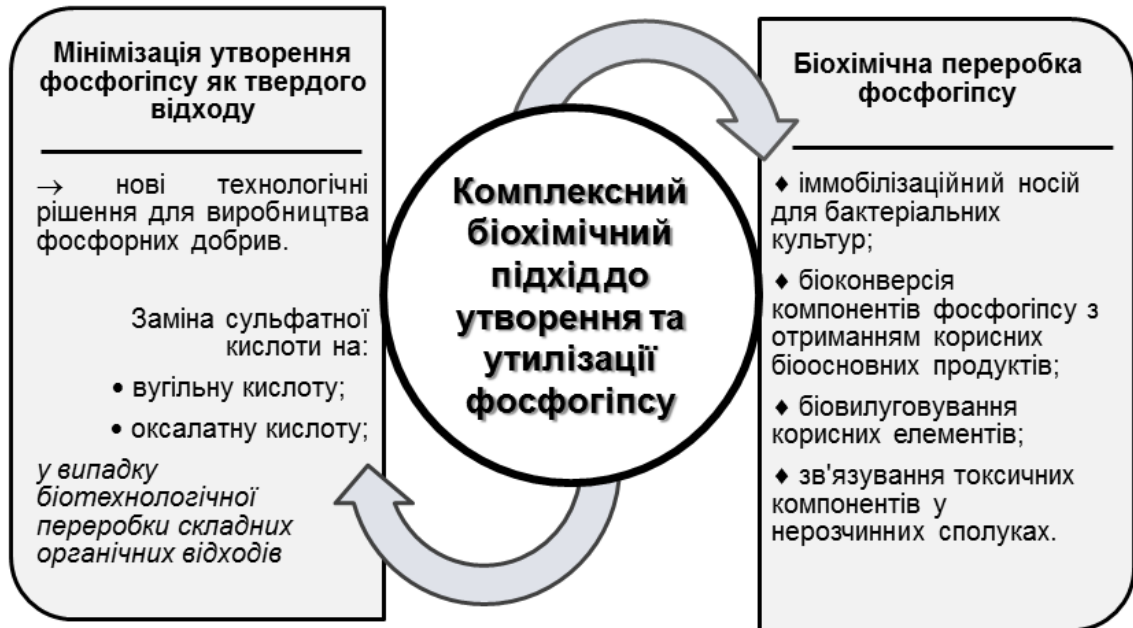 Мінімізація утворення
фосфогіпсу як твердого
відходу
→ нові технологічні
рішення для виробництва
фосфорних добрив.
Заміна сульфатної
кислоти на:
• вугільну кислоту;
• оксалатну кислоту;
у випадку
біотехнологічної
переробки складних
органічних відходів
Комплексний
біохімічний
підхід до
утворення та
утилізації
фосфогіпсу
Біохімічна переробка
фосфогіпсу
♦ іммобілізаційний носій
для бактеріальних
культур;
♦ біоконверсія
компонентів фосфогіпсу з
отриманням корисних
біоосновних продуктів;
♦ біовилуговування
корисних елементів;
♦ зв'язування токсичних
компонентів у
нерозчинних сполуках.